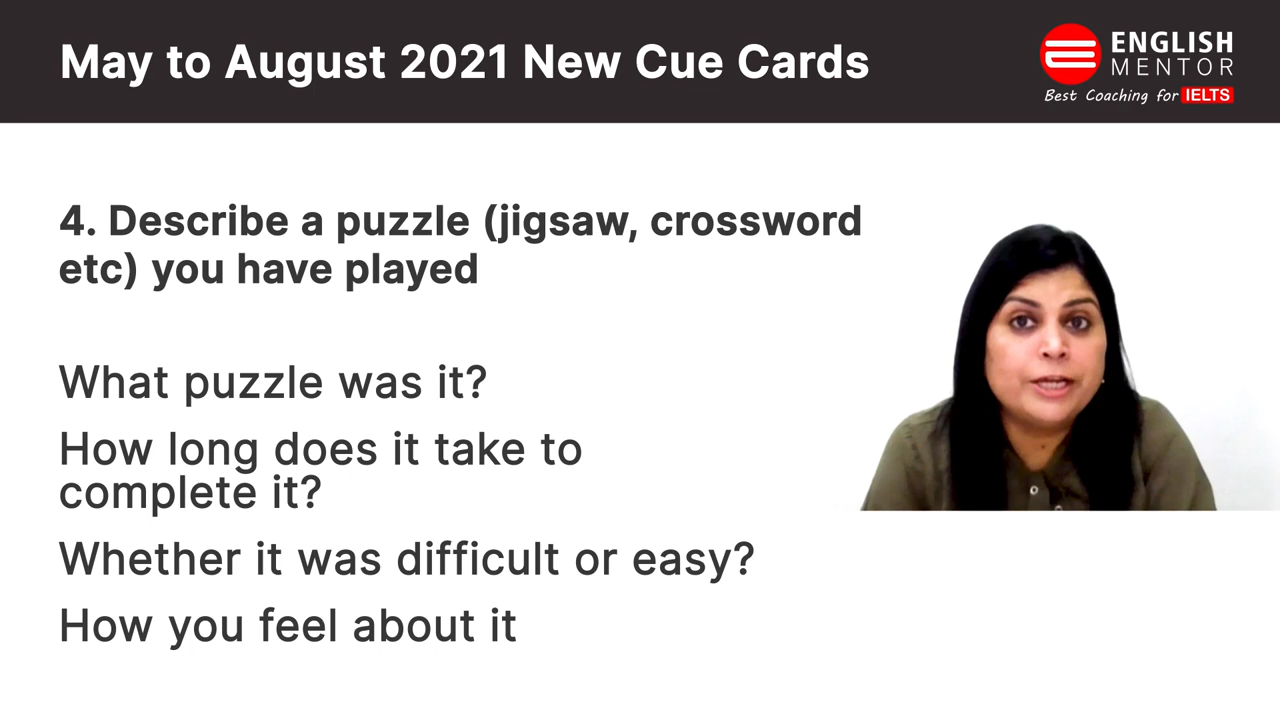 May to August 2021 New Cue Cards
ENGLISH
MENTOR
Best Coaching for IELTS
4. Describe a puzzle (jigsaw, crossword
etc) you have played
What puzzle was it?
How long does it take to
complete it?
Whether it was difficult or easy?
How you feel about it